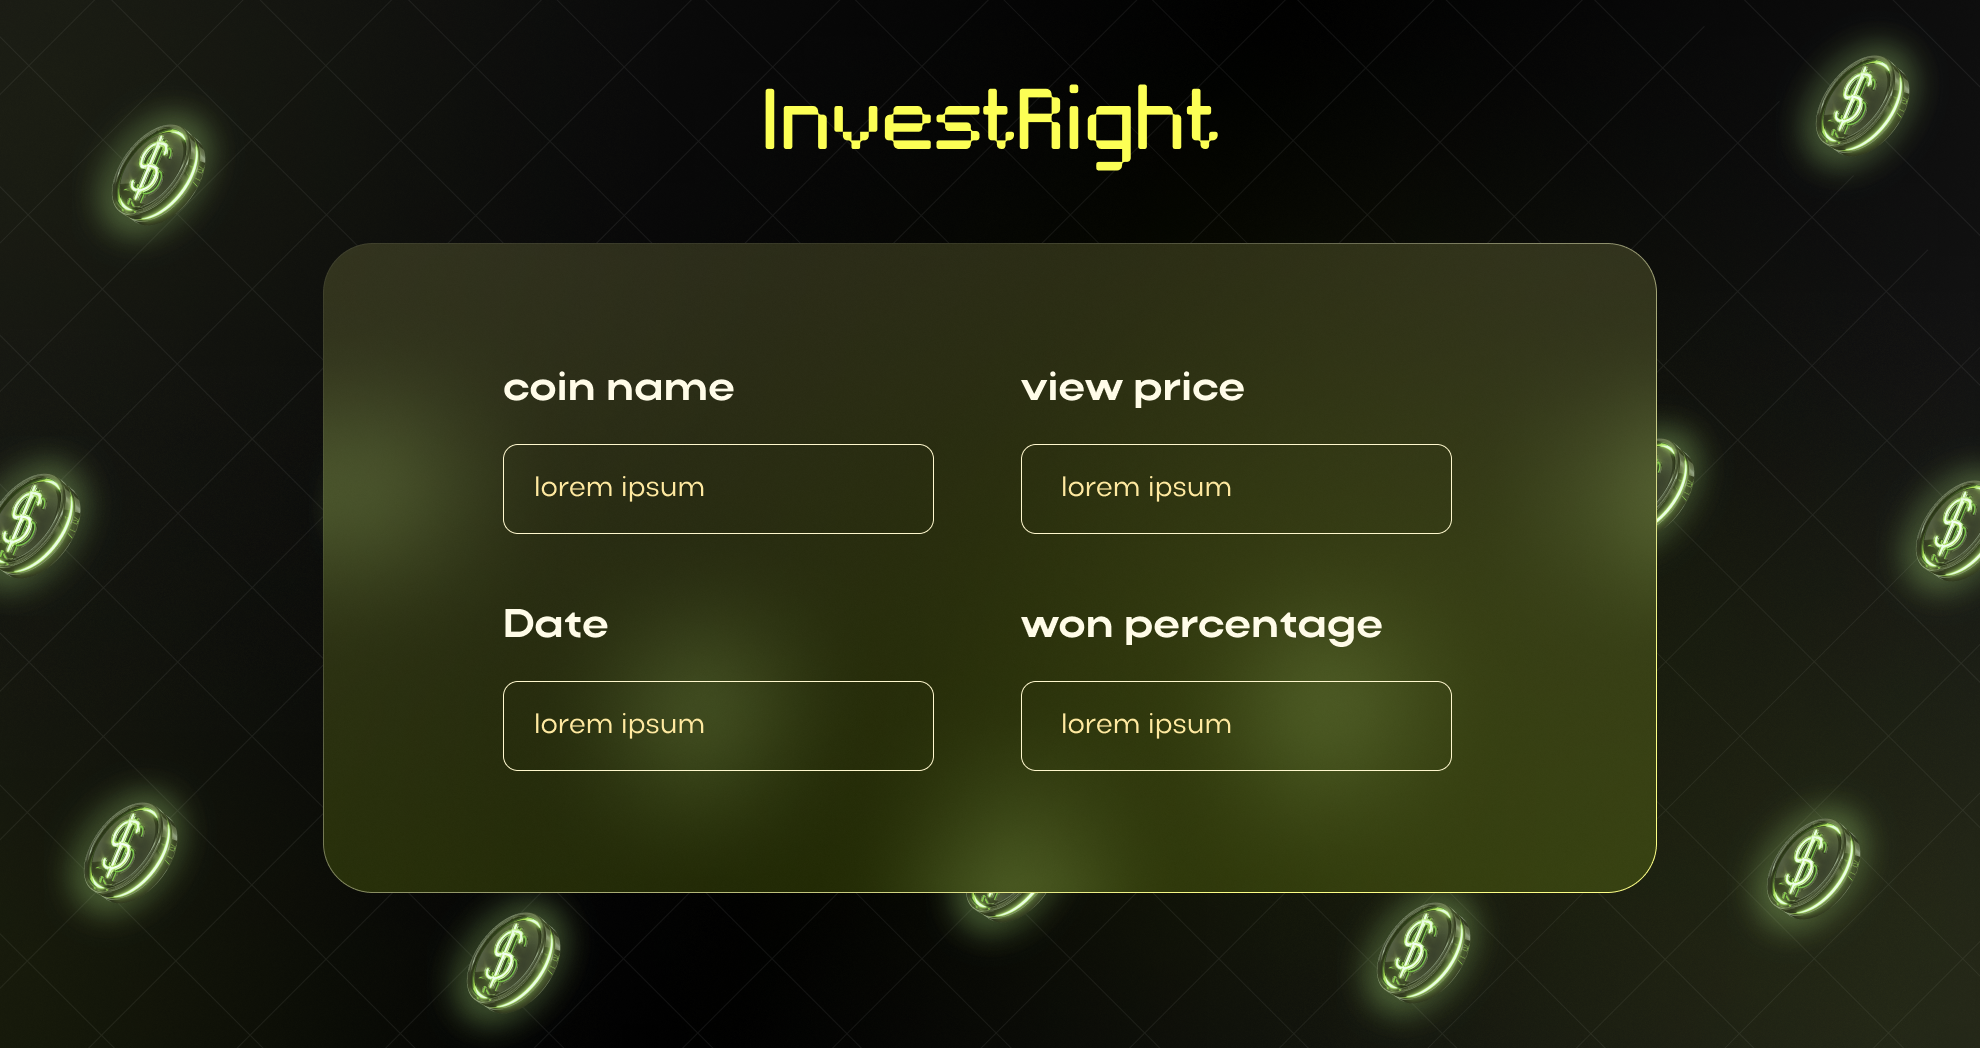 InvestRight
coin name
view price
lorem ipsum
lorem ipsum
Date
won percentage
lorem ipsum
lorem ipsum